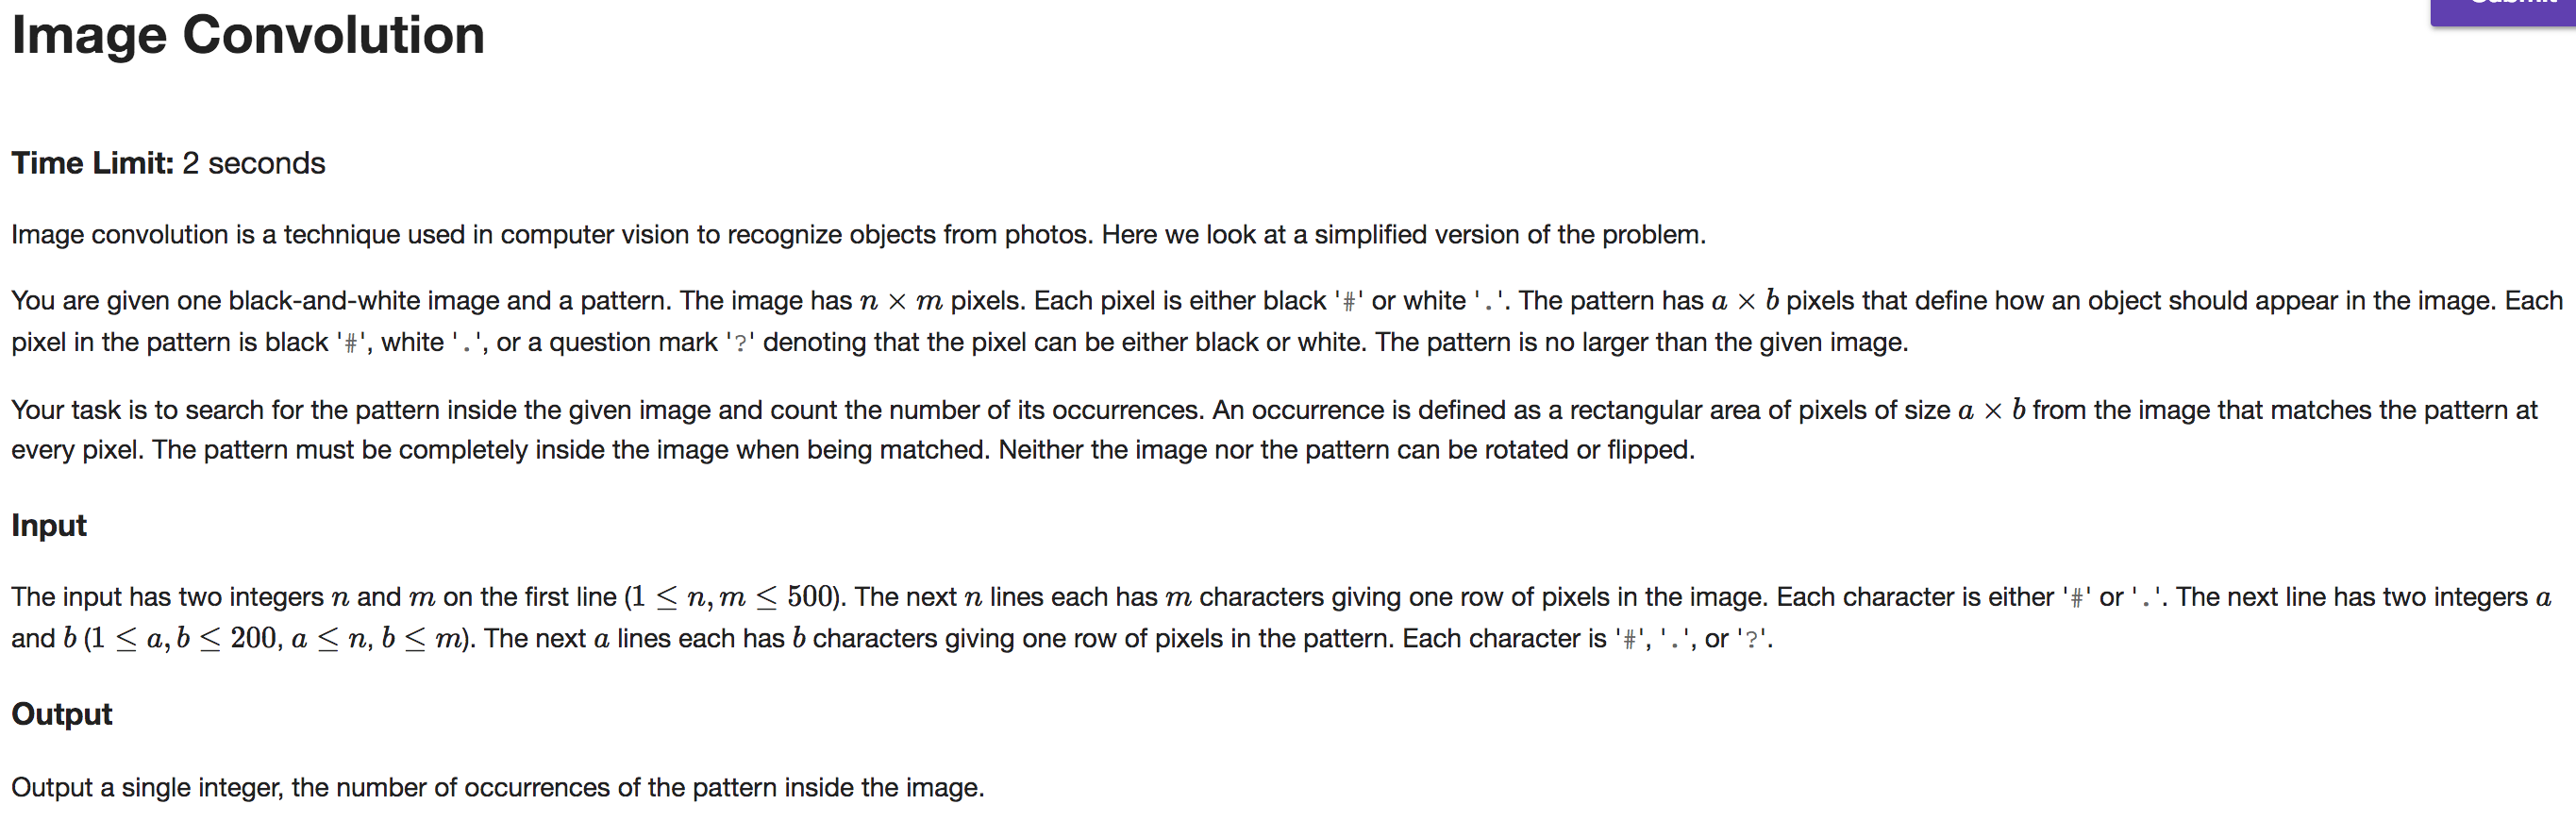 Image Convolution
Time Limit: 2 seconds
Image convolution is a technique used in computer vision to recognize objects from photos. Here we look at a simplified version of the problem.
You are given one black-and-white image and a pattern. The image has n × m pixels. Each pixel is either black '#' or white '.'. The pattern has a × b pixels that define how an object should appear in the image. Each
pixel in the pattern is black '#', white '.', or a question mark '?' denoting that the pixel can be either black or white. The pattern is no larger than the given image.
Your task is to search for the pattern inside the given image and count the number of its occurrences. An occurrence is defined as a rectangular area of pixels of size a × b from the image that matches the pattern at
every pixel. The pattern must be completely inside the image when being matched. Neither the image nor the pattern can be rotated or flipped.
Input
The input has two integers n and m on the first line (1 ≤ n, m ≤ 500). The next n lines each has m characters giving one row of pixels in the image. Each character is either '#' or '.'. The next line has two integers a
and b (1 ≤ a, b ≤ 200, a ≤ n, b ≤ m). The next a lines each has b characters giving one row of pixels in the pattern. Each character is '#', '.', or '?'.
Output
Output a single integer, the number of occurrences of the pattern inside the image.